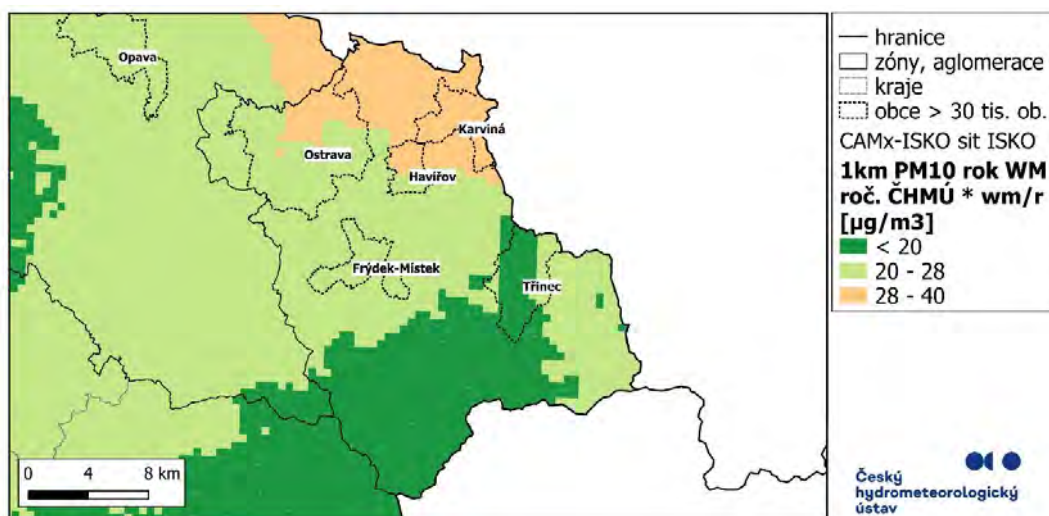 Opava
Ostrava
Karviná
Havířov
Frýdek-Místek
Třinec
0 4 8 km
hranice
zóny, aglomerace
kraje
obce > 30 tis. ob.
CAMx-ISKO sit ISKO
1km PM10 rok WM
roč. ČHMÚ * wm/r
[µg/m3]
< 20
20 - 28
28 - 40
Český
hydrometeorologický
ústav